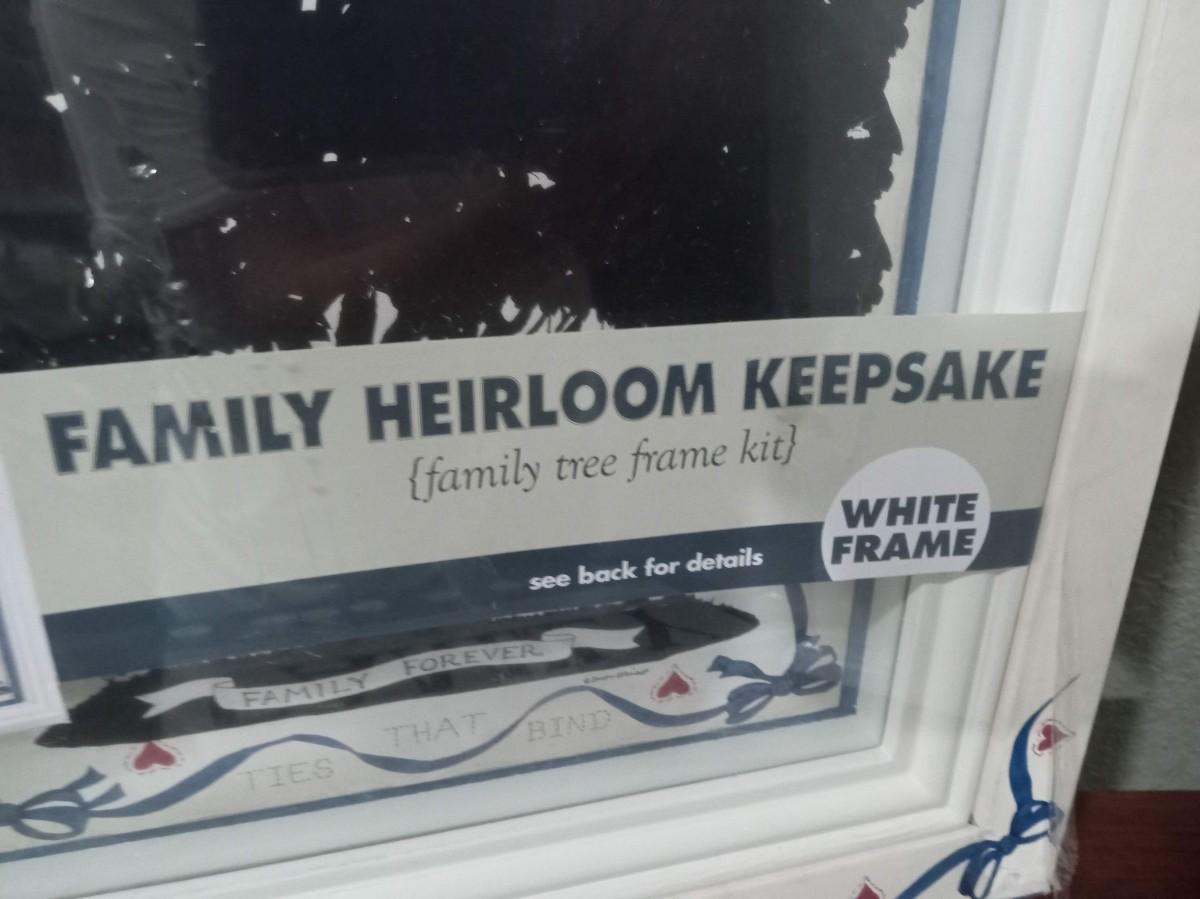 FAMILY HEIRLOOM KEEPSAKE
{family tree frame kit}
WHITE
FRAME
see back for details
FAMILY FOREVER
TIES THAT BIND